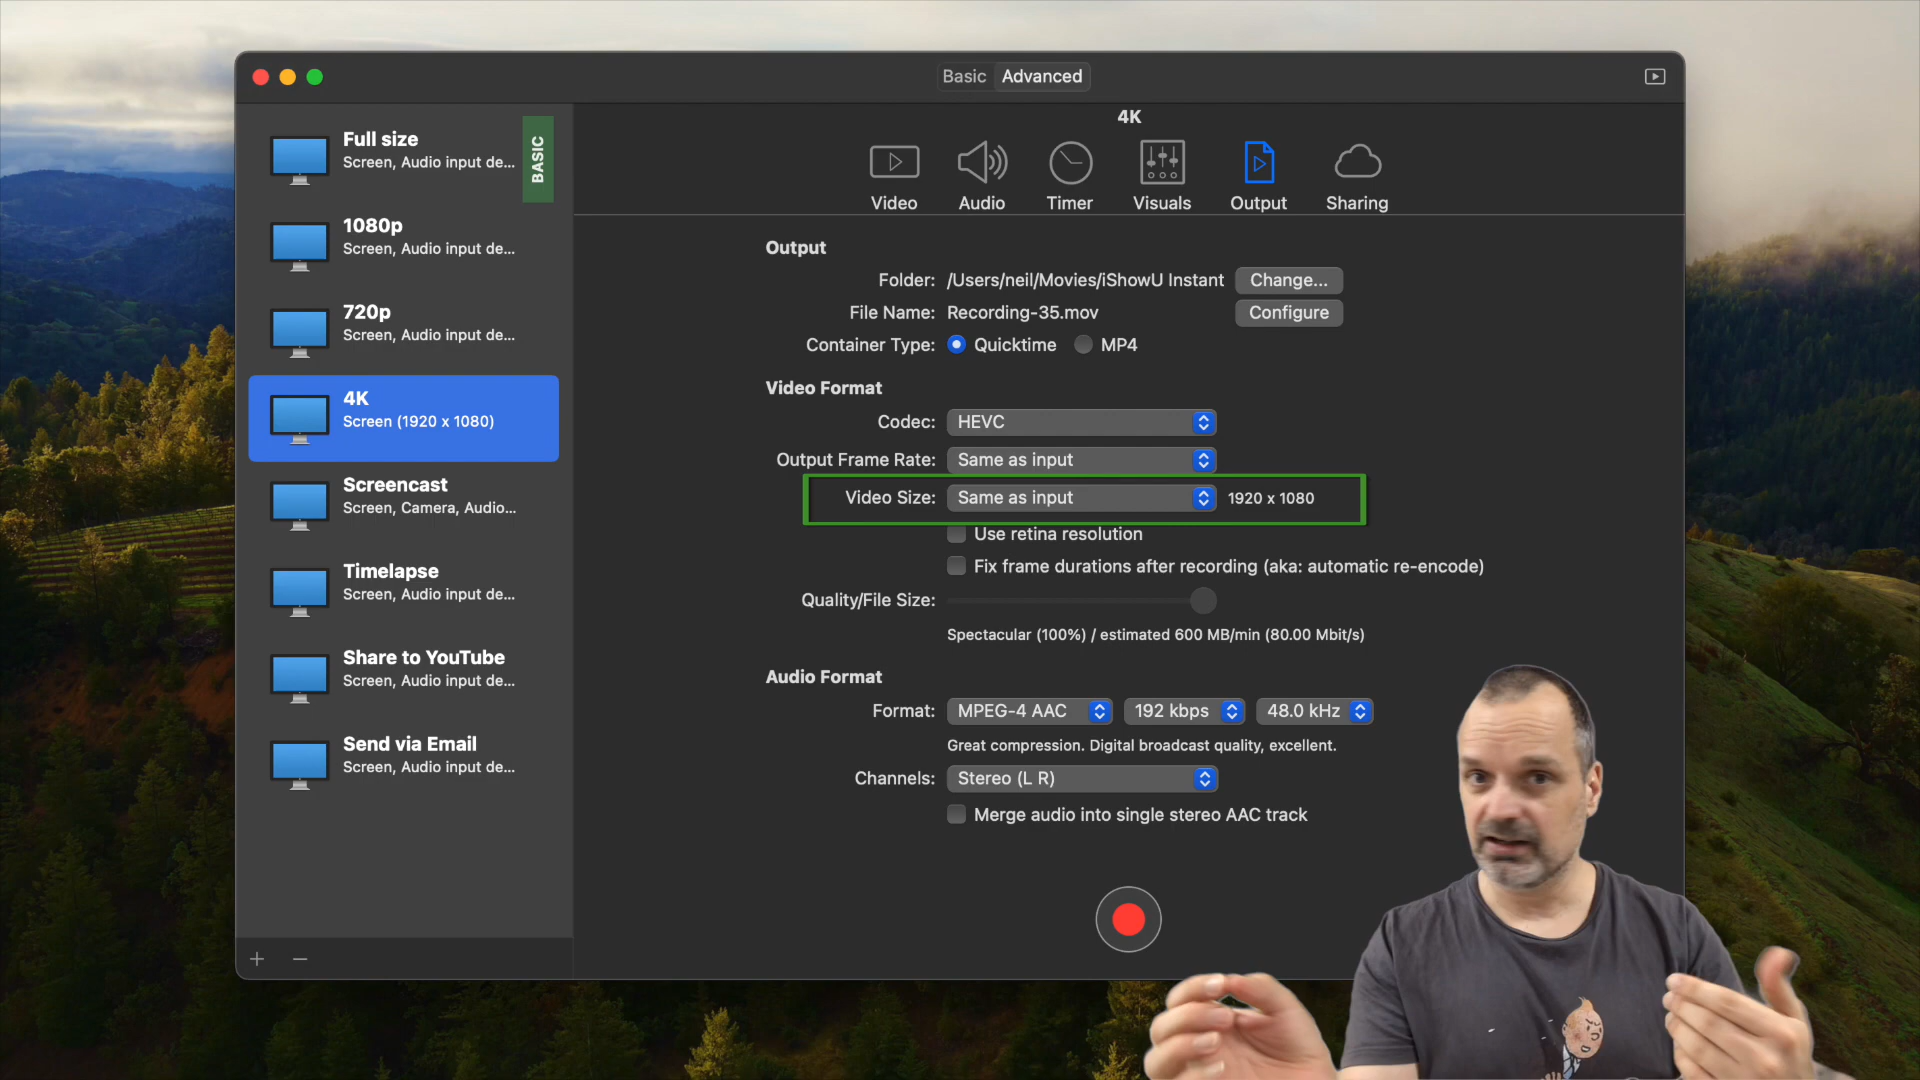 Basic Advanced
Full size
Screen, Audio input de...
BASIC
1080p
Screen, Audio input de...
720p
Screen, Audio input de...
4K
Screen (1920 x 1080)
Screencast
Screen, Camera, Audio...
Timelapse
Screen, Audio input de...
Share to YouTube
Screen, Audio input de...
Send via Email
Screen, Audio input de...
4K
Video Audio Timer Visuals Output Sharing
Output
Folder: /Users/neil/Movies/iShowU Instant Change...
File Name: Recording-35.mov Configure
Container Type: Quicktime MP4
Video Format
Codec: HEVC
Output Frame Rate: Same as input
Video Size: Same as input 1920 x 1080
Use retina resolution
Fix frame durations after recording (aka: automatic re-encode)
Quality/File Size:
Spectacular (100%) / estimated 600 MB/min (80.00 Mbit/s)
Audio Format
Format: MPEG-4 AAC 192 kbps 48.0 kHz
Great compression. Digital broadcast quality, excellent.
Channels: Stereo (L R)
Merge audio into single stereo AAC track